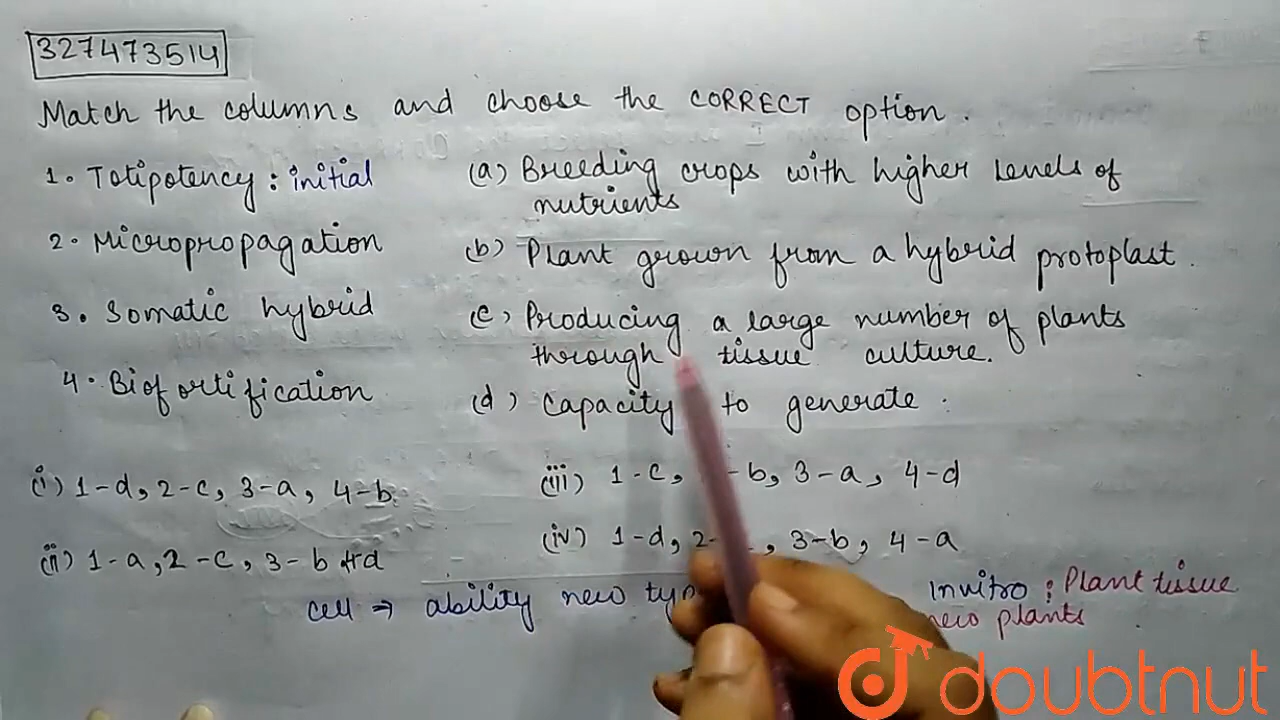 327473514
Match the columns and choose the CORRECT option.
1. Totipotency : initial
(a) Breeding crops with higher levels of
nutrients
2. Micropropagation
(b) Plant grown from a hybrid protoplast.
3. Somatic hybrid
(c) Producing a large number of plants
through tissue culture.
4. Biofortification
(d) Capacity to generate.
(i) 1-d, 2-c, 3-a, 4-b
(iii) 1-c, -b, 3-a, 4-d
(ii) 1-a, 2-c, 3-b 4-d
(iv) 1-d, 2-, 3-b, 4-a
cell ⇒ ability new
Invitro : Plant tissue
new plants
doubtnut